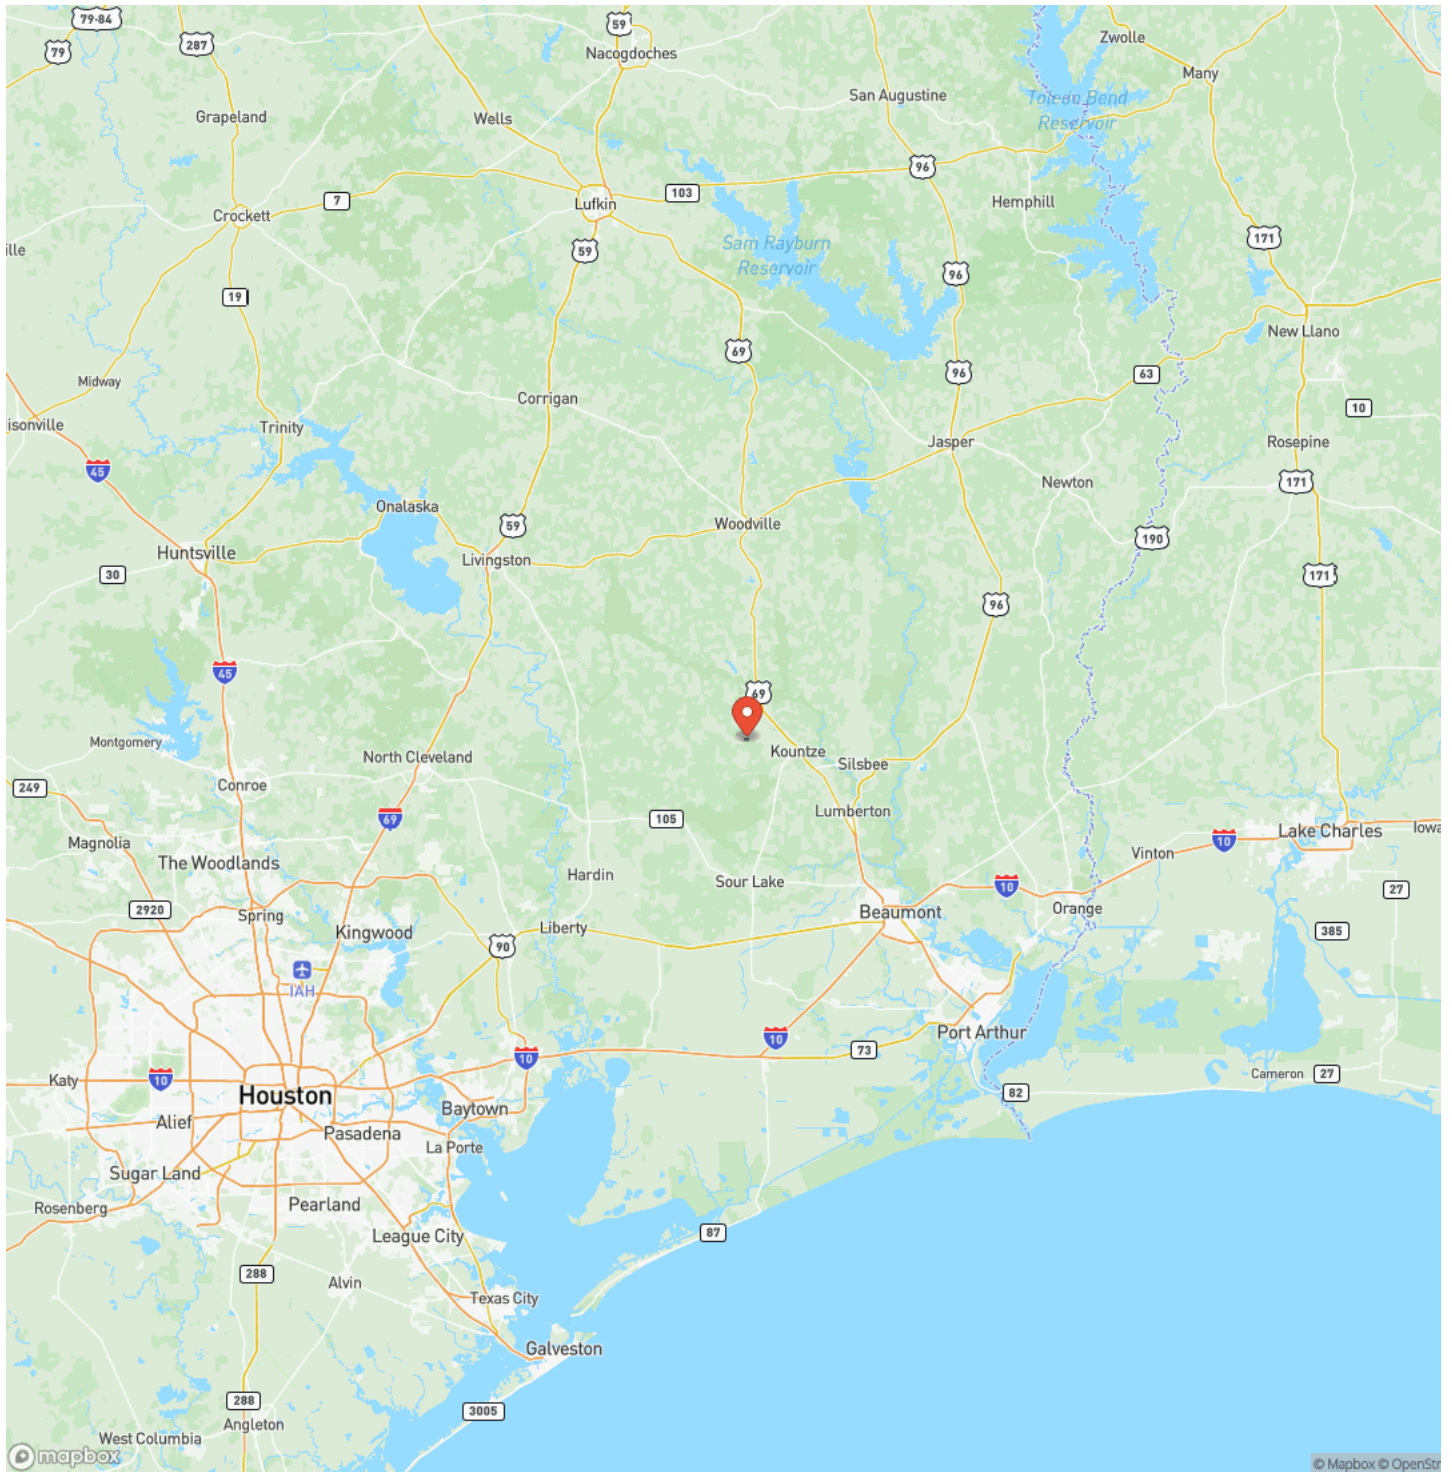 79-84
59
Zwolle
79
287
Nacogdoches
Many
San Augustine
Toledo Bend
Reservoir
Grapeland
Wells
96
103
7
Hemphill
Lufkin
Crockett
171
Sam Rayburn
Reservoir
ille
59
96
19
New Llano
69
96
63
Midway
Corrigan
10
isonville
Trinity
Jasper
Rosepine
45
Newton
171
Onalaska
Woodville
59
190
Huntsville
Livingston
30
171
96
45
69
Montgomery
North Cleveland
Kountze
Silsbee
249
Conroe
Lumberton
105
69
Magnolia
Lake Charles
Iowa
10
The Woodlands
Vinton
Hardin
Sour Lake
10
27
2920
Spring
Beaumont
Orange
Kingwood
Liberty
385
90
IAH
Port Arthur
10
73
10
Katy
10
Cameron
27
Houston
82
Alief
Baytown
Pasadena
La Porte
Sugar Land
Rosenberg
Pearland
League City
87
288
Alvin
Texas City
Galveston
288
3005
Angleton
West Columbia
mapbox
© Mapbox © OpenStr